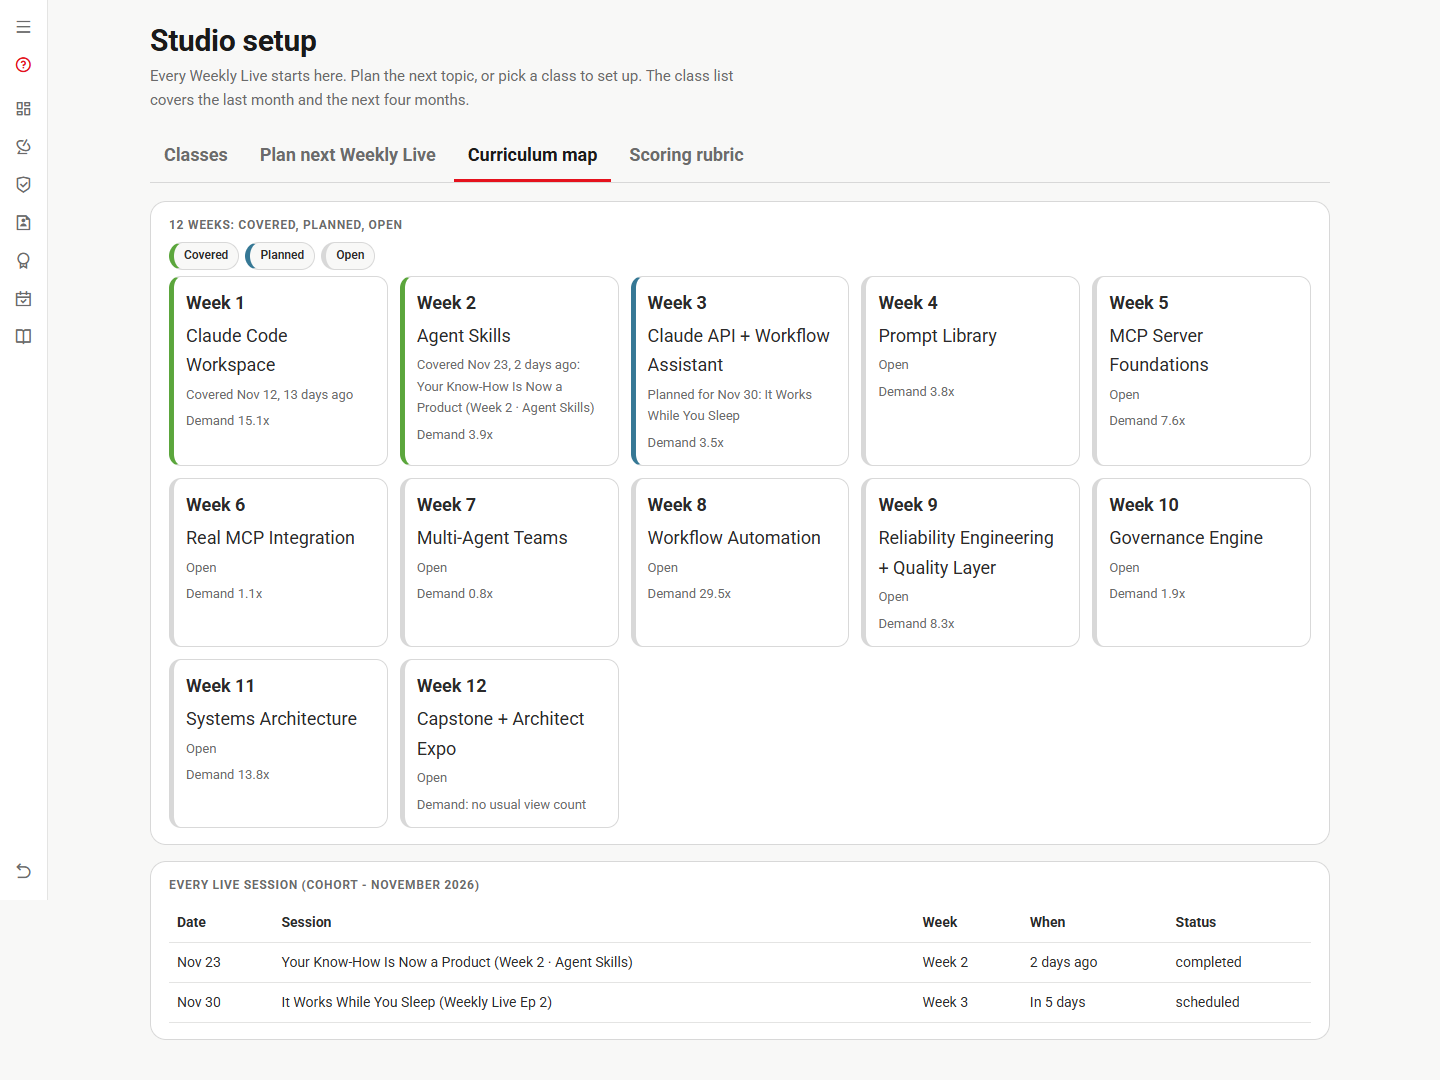 Studio setup
Every Weekly Live starts here. Plan the next topic, or pick a class to set up. The class list
covers the last month and the next four months.
Classes
Plan next Weekly Live
Curriculum map
Scoring rubric
12 WEEKS: COVERED, PLANNED, OPEN
Covered
Planned
Open
Week 1
Claude Code
Workspace
Covered Nov 12, 13 days ago
Demand 15.1x
Week 2
Agent Skills
Covered Nov 23, 2 days ago:
Your Know-How Is Now a
Product (Week 2 · Agent Skills)
Demand 3.9x
Week 3
Claude API + Workflow
Assistant
Planned for Nov 30: It Works
While You Sleep
Demand 3.5x
Week 4
Prompt Library
Open
Demand 3.8x
Week 5
MCP Server
Foundations
Open
Demand 7.6x
Week 6
Real MCP Integration
Open
Demand 1.1x
Week 7
Multi-Agent Teams
Open
Demand 0.8x
Week 8
Workflow Automation
Open
Demand 29.5x
Week 9
Reliability Engineering
+ Quality Layer
Open
Demand 8.3x
Week 10
Governance Engine
Open
Demand 1.9x
Week 11
Systems Architecture
Open
Demand 13.8x
Week 12
Capstone + Architect
Expo
Open
Demand: no usual view count
EVERY LIVE SESSION (COHORT - NOVEMBER 2026)
Date Session Week When Status
Nov 23 Your Know-How Is Now a Product (Week 2 · Agent Skills) Week 2 2 days ago completed
Nov 30 It Works While You Sleep (Weekly Live Ep 2) Week 3 In 5 days scheduled